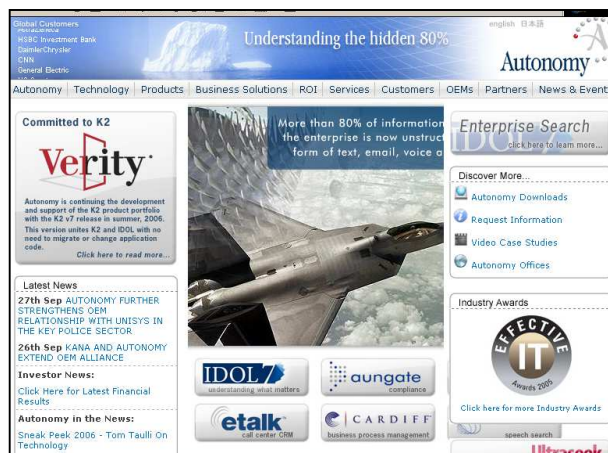 Global Customers
AstraZeneca
HSBC Investment Bank
DaimlerChrysler
CNN
General Electric
Understanding the hidden 80%
english 日本語
Autonomy
Autonomy Technology Products Business Solutions ROI Services Customers OEMs Partners News & Event
Committed to K2
Verity
Autonomy is continuing the development
and support of the K2 product portfolio
with the K2 v7 release in summer, 2006.
This version unites K2 and IDOL with no
need to migrate or change application
code.
Click here to read more...
Latest News
27th Sep AUTONOMY FURTHER
STRENGTHENS OEM
RELATIONSHIP WITH UNISYS IN
THE KEY POLICE SECTOR
26th Sep KANA AND AUTONOMY
EXTEND OEM ALLIANCE
Investor News:
Click Here for Latest Financial
Results
Autonomy in the News:
Sneak Peek 2006 - Tom Taulli On
Technology
More than 80% of information
the enterprise is now unstruct
form of text, email, voice a
IDOL 7
understanding what matters
aungate
compliance
etalk
call center CRM
CARDIFF
business process management
IDOL 7
Enterprise Search
click here to learn more...
Discover More...
Autonomy Downloads
Request Information
Video Case Studies
Autonomy Offices
Industry Awards
EFFECTIVE
IT
Awards 2005
Click here for more Industry Awards
speech search
Ultraseek